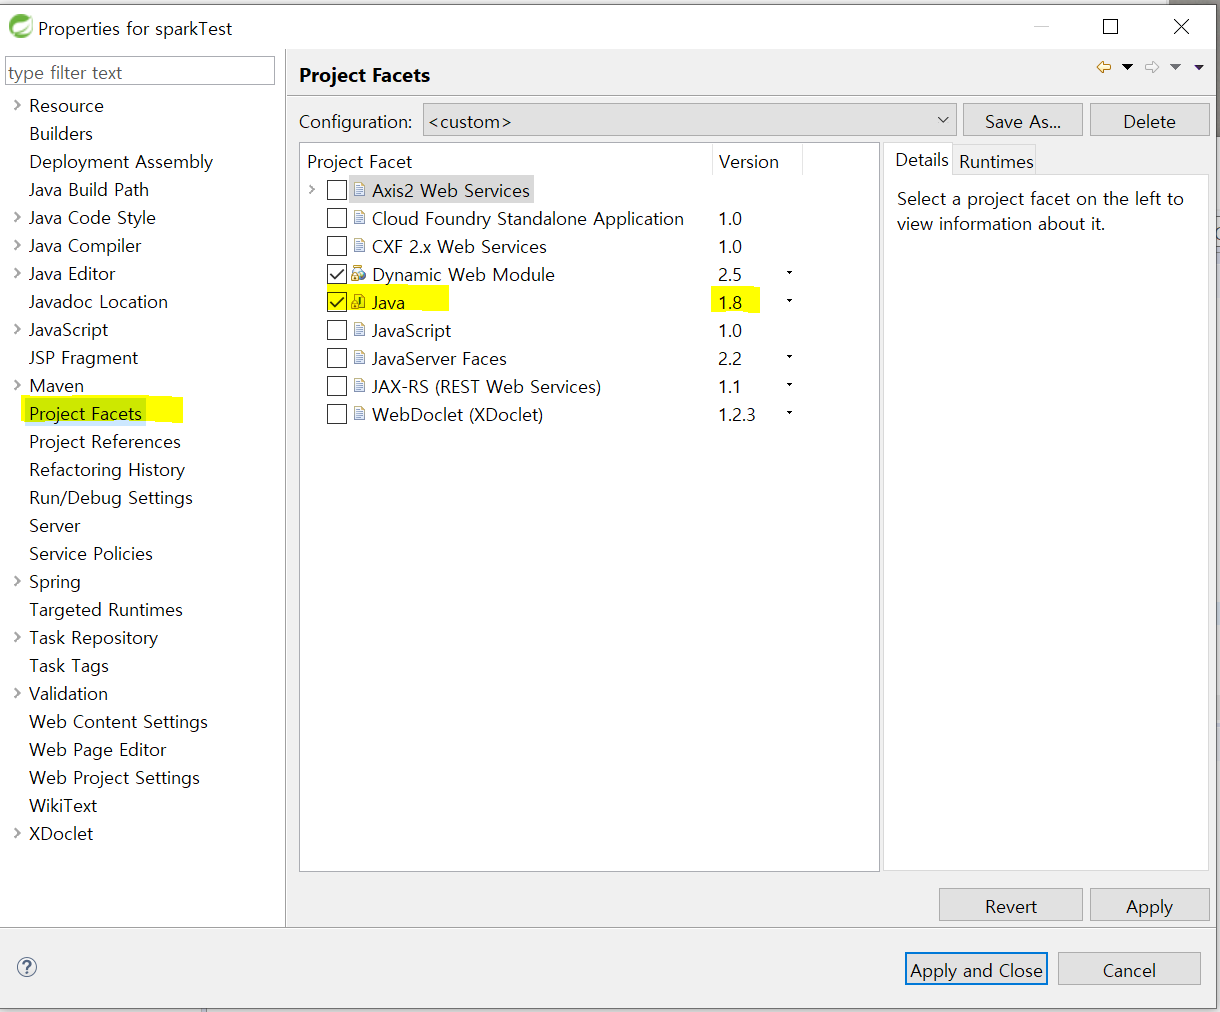 Properties for sparkTest
type filter text
Resource
Builders
Deployment Assembly
Java Build Path
Java Code Style
Java Compiler
Java Editor
Javadoc Location
JavaScript
JSP Fragment
Maven
Project Facets
Project References
Refactoring History
Run/Debug Settings
Server
Service Policies
Spring
Targeted Runtimes
Task Repository
Task Tags
Validation
Web Content Settings
Web Page Editor
Web Project Settings
WikiText
XDoclet
Project Facets
Configuration: <custom> Save As... Delete
Project Facet Version
Axis2 Web Services
Cloud Foundry Standalone Application 1.0
CXF 2.x Web Services 1.0
Dynamic Web Module 2.5
Java 1.8
JavaScript 1.0
JavaServer Faces 2.2
JAX-RS (REST Web Services) 1.1
WebDoclet (XDoclet) 1.2.3
Details Runtimes
Select a project facet on the left to
view information about it.
Revert Apply
? Apply and Close Cancel